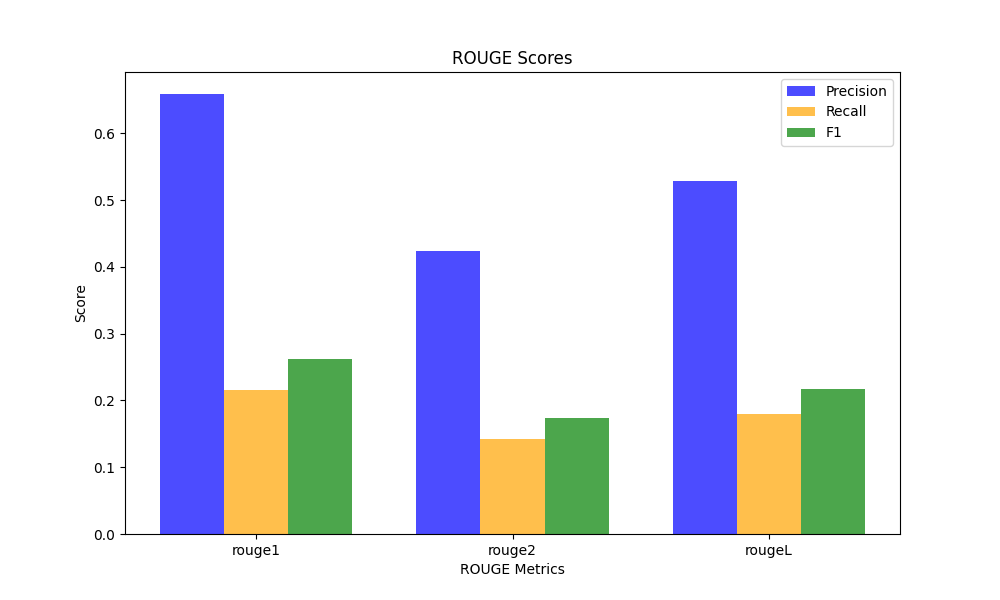 ROUGE Scores
Precision
Recall
F1
0.6
0.5
0.4
0.3
0.2
0.1
0.0
Score
rouge1
rouge2
rougeL
ROUGE Metrics